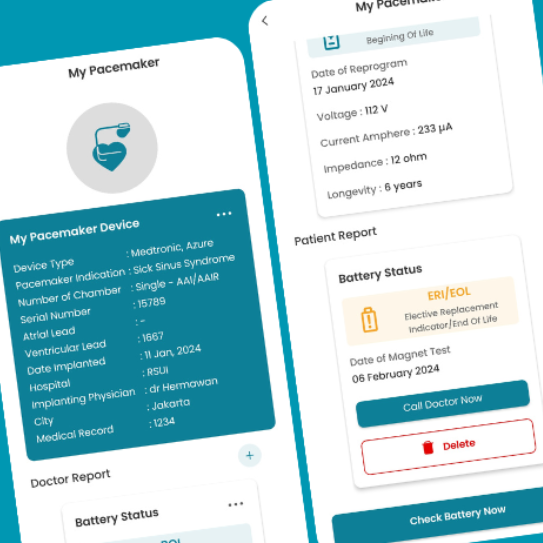 My Pacemaker
My Pacemaker Device
Device Type : Medtronic, Azure
Pacemaker Indication : Sick Sinus Syndrome
Number of Chamber : Single - AAI/AAIR
Serial Number : 15789
Atrial Lead : -
Ventricular Lead : 1667
Date Implanted : 11 Jan, 2024
Hospital : RSUI
Implanting Physician : dr Hermawan
City : Jakarta
Medical Record : 1234
Doctor Report
Battery Status
My
Begining Of Life
Date of Reprogram
17 January 2024
Voltage : 112 V
Current Amphere : 233 µA
Impedance : 12 ohm
Longevity : 6 years
Patient Report
Battery Status
ERI/EOL
Elective Replacement
Indicator/End Of Life
Date of Magnet Test
06 February 2024
Call Doctor Now
Delete
Check Battery Now